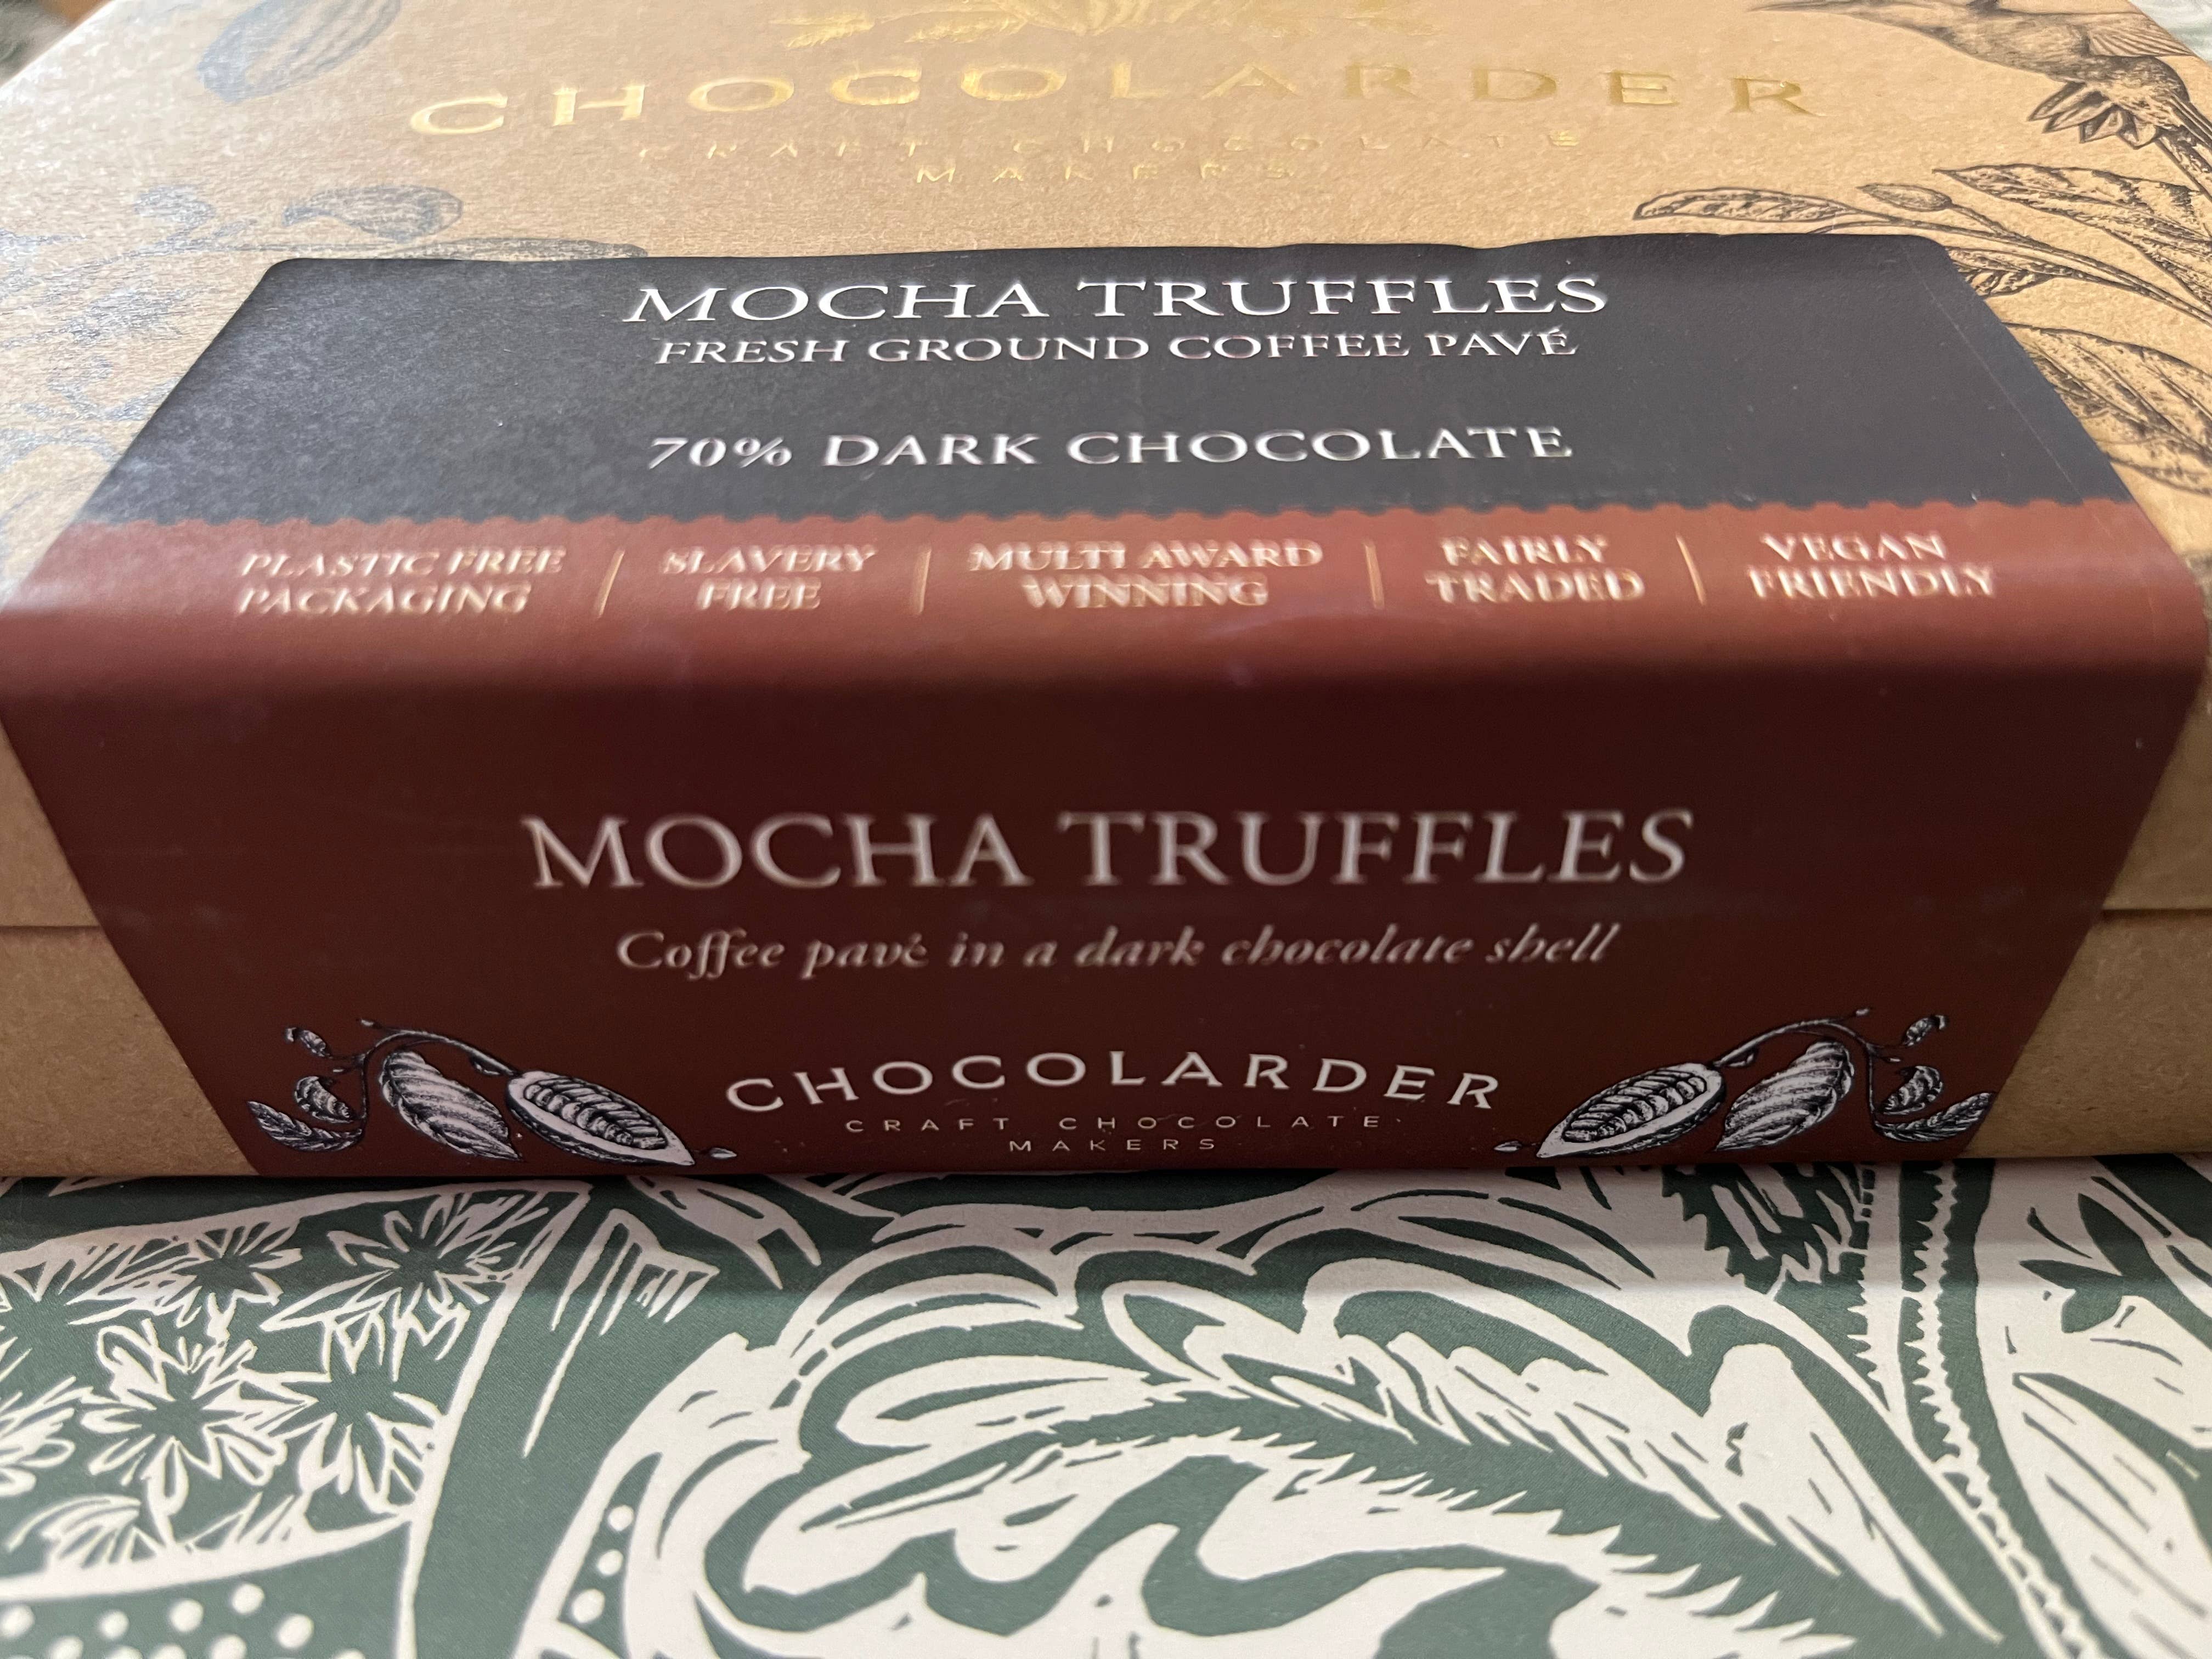 CHOCOLARDER
CRAFT CHOCOLATE
MAKERS
MOCHA TRUFFLES
FRESH GROUND COFFEE PAVÉ
70% DARK CHOCOLATE
PLASTIC FREE
PACKAGING
SLAVERY
FREE
MULTI AWARD
WINNING
FAIRLY
TRADED
VEGAN
FRIENDLY
MOCHA TRUFFLES
Coffee pavé in a dark chocolate shell
CHOCOLARDER
CRAFT CHOCOLATE
MAKERS